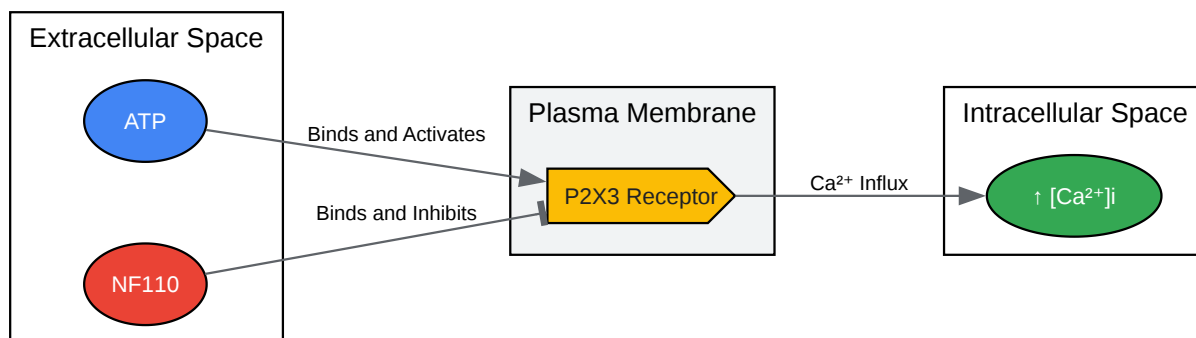 Extracellular Space
ATP
NF110
Binds and Activates
Binds and Inhibits
Plasma Membrane
P2X3 Receptor
Ca²⁺ Influx
Intracellular Space
↑ [Ca²⁺]i